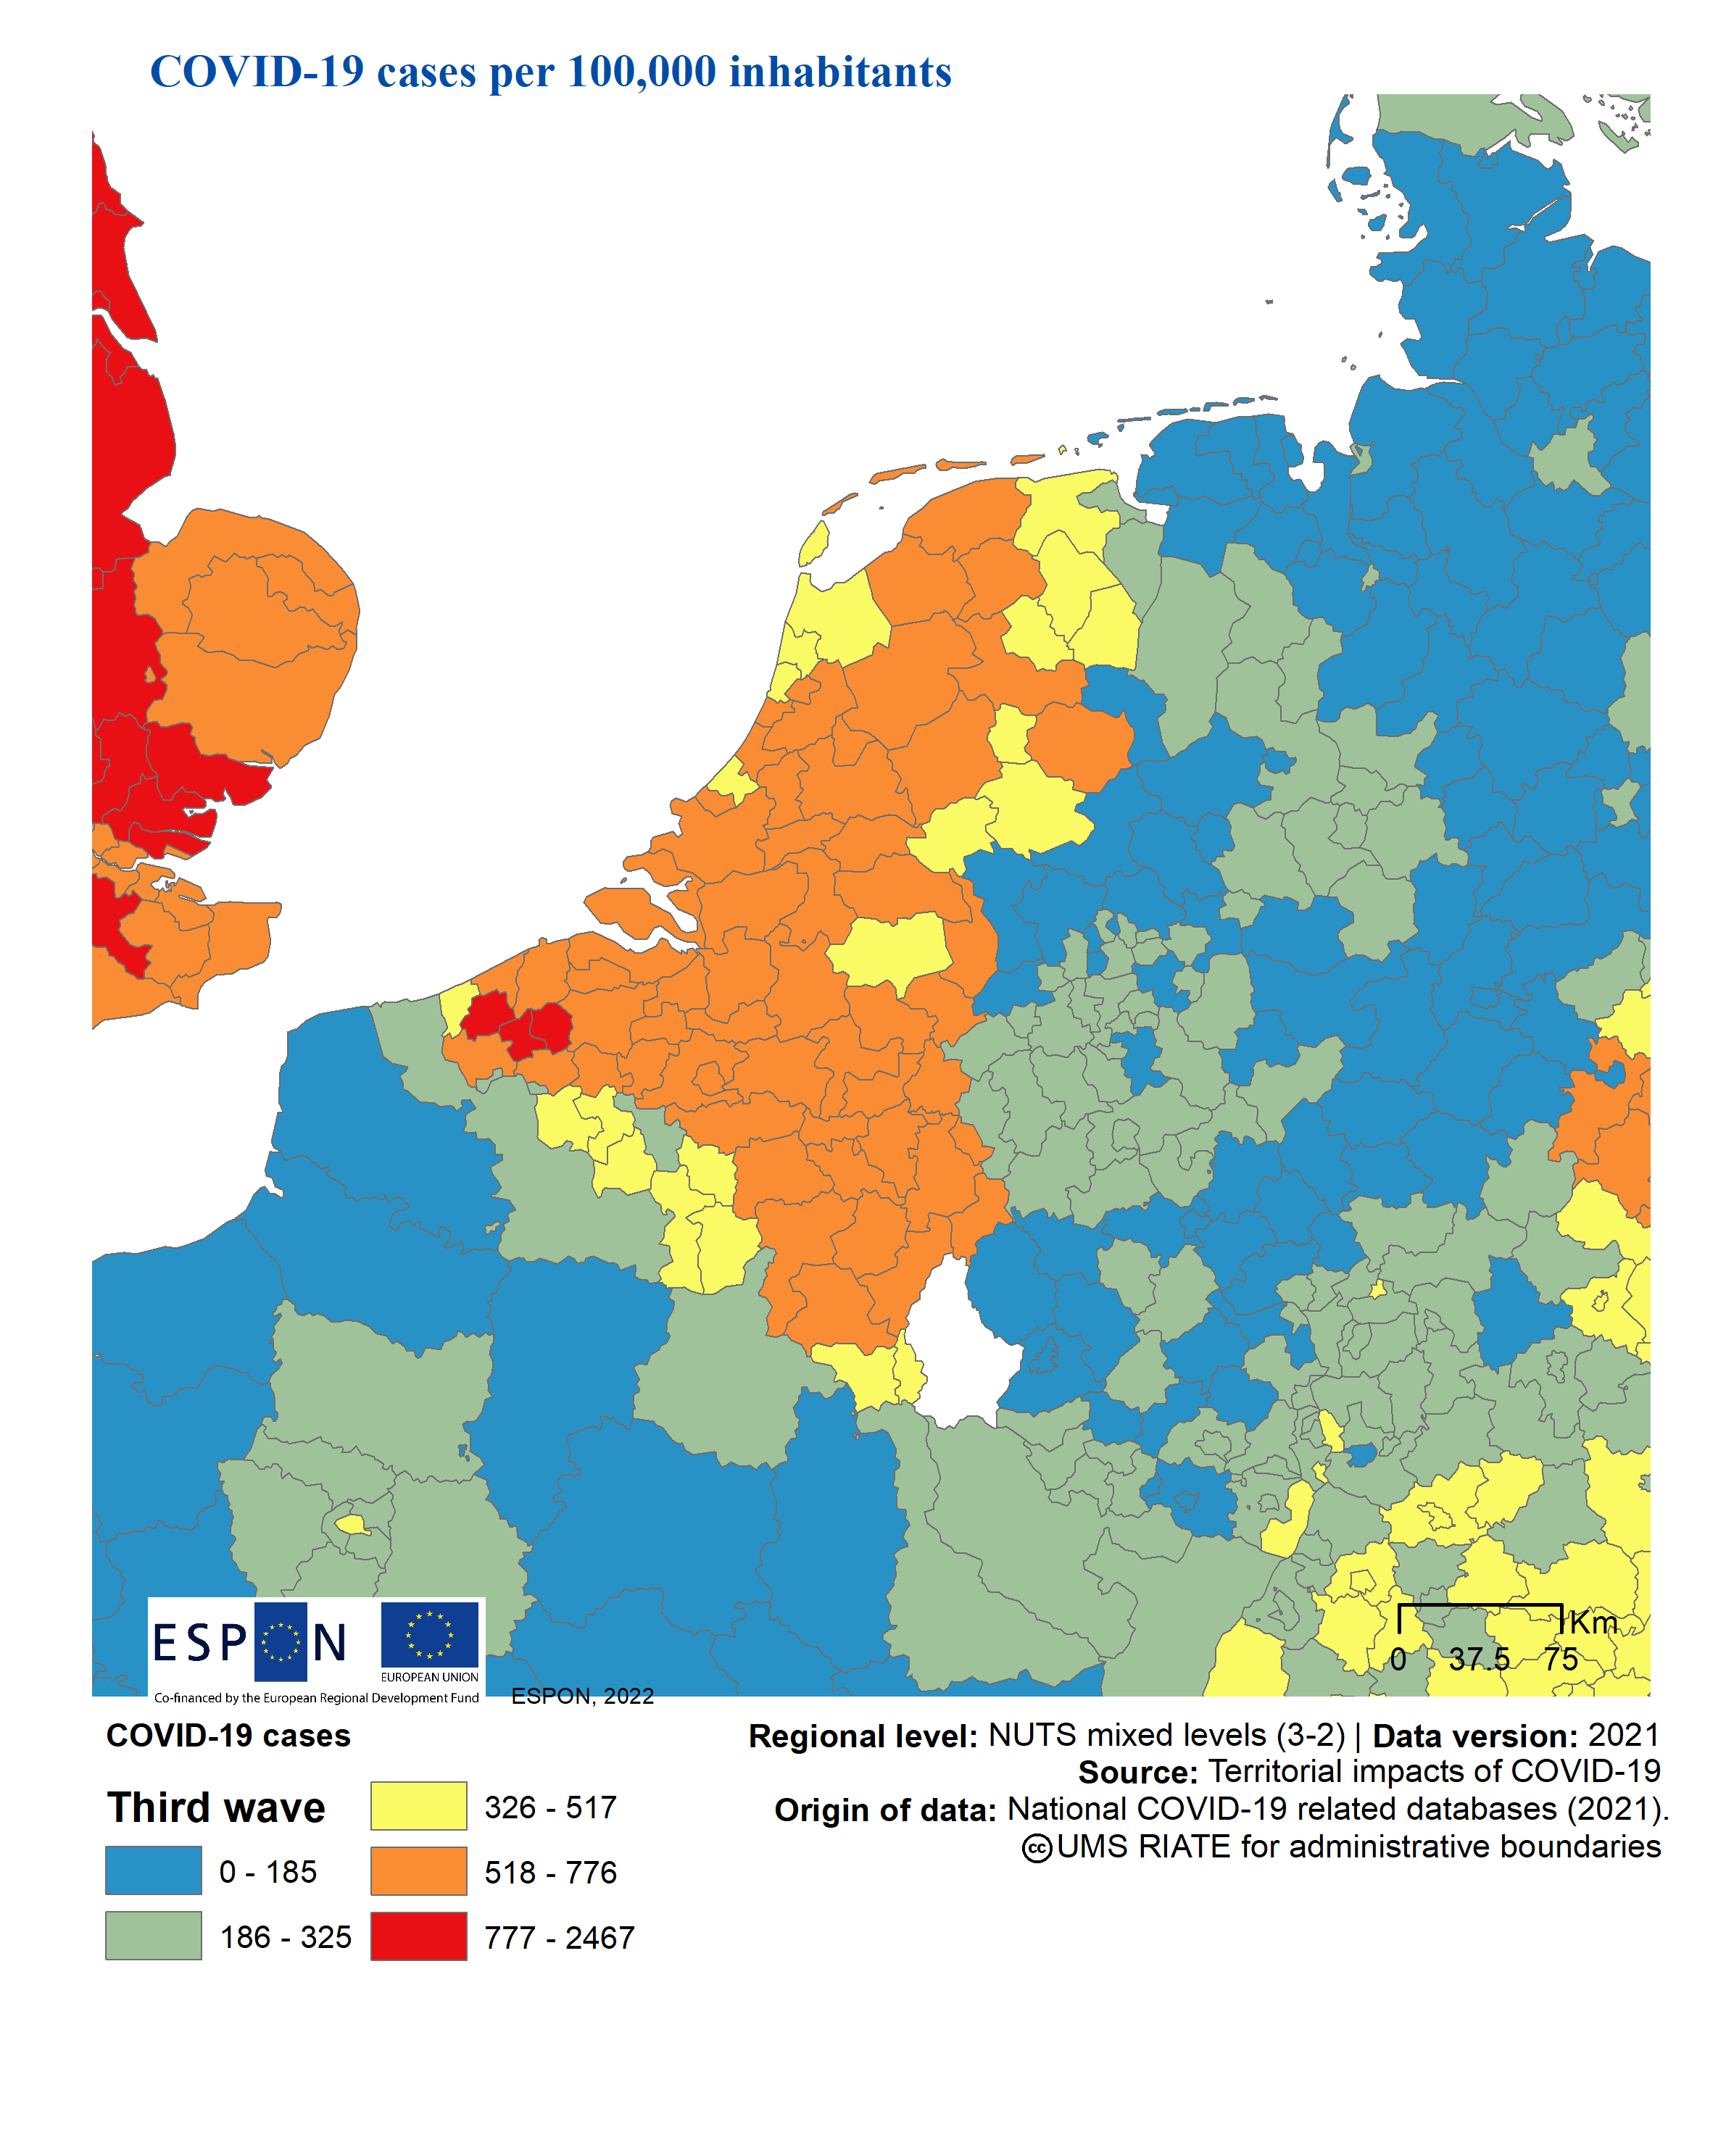 COVID-19 cases per 100,000 inhabitants
Km
0 37.5 75
ESPON
EUROPEAN UNION
Co-financed by the European Regional Development Fund
ESPON, 2022
COVID-19 cases
Third wave
0 - 185
186 - 325
326 - 517
518 - 776
777 - 2467
Regional level: NUTS mixed levels (3-2) | Data version: 2021
Source: Territorial impacts of COVID-19
Origin of data: National COVID-19 related databases (2021).
cc UMS RIATE for administrative boundaries